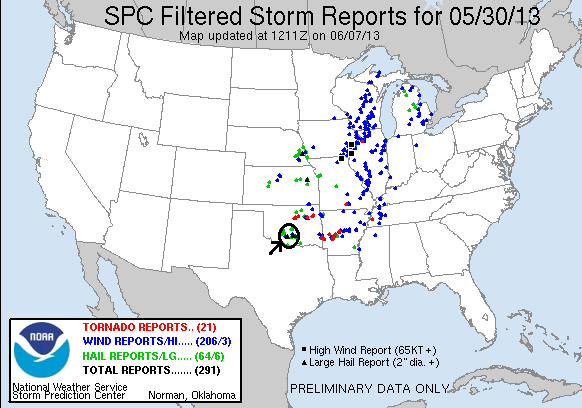 SPC Filtered Storm Reports for 05/30/13
Map updated at 1211Z on 06/07/13
NOAA
TORNADO REPORTS.. (21)
WIND REPORTS/HI..... (206/3)
HAIL REPORTS/LG..... (64/6)
TOTAL REPORTS....... (291)
National Weather Service
Storm Prediction Center Norman, Oklahoma
High Wind Report (65KT +)
Large Hail Report (2" dia. +)
PRELIMINARY DATA ONLY